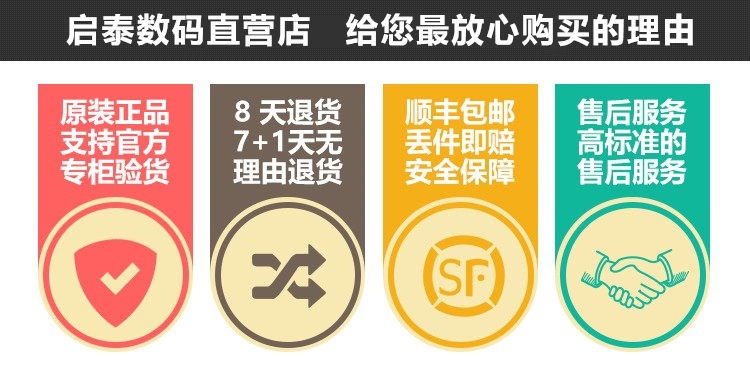 启泰数码直营店 给您最放心购买的理由
原装正品
支持官方
专柜验货
8 天退货
7+1天无
理由退货
顺丰包邮
丢件即赔
安全保障
售后服务
高标准的
售后服务
SF